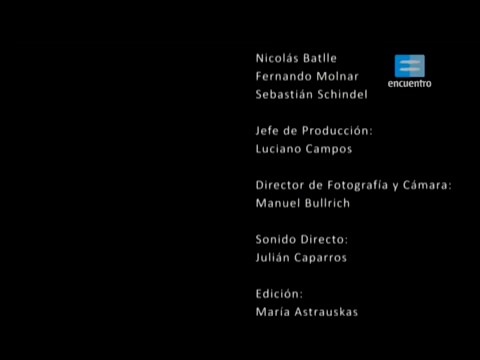 Nicolás Batlle
Fernando Molnar
Sebastián Schindel
encuentro
Jefe de Producción:
Luciano Campos
Director de Fotografía y Cámara:
Manuel Bullrich
Sonido Directo:
Julián Caparros
Edición:
María Astrauskas